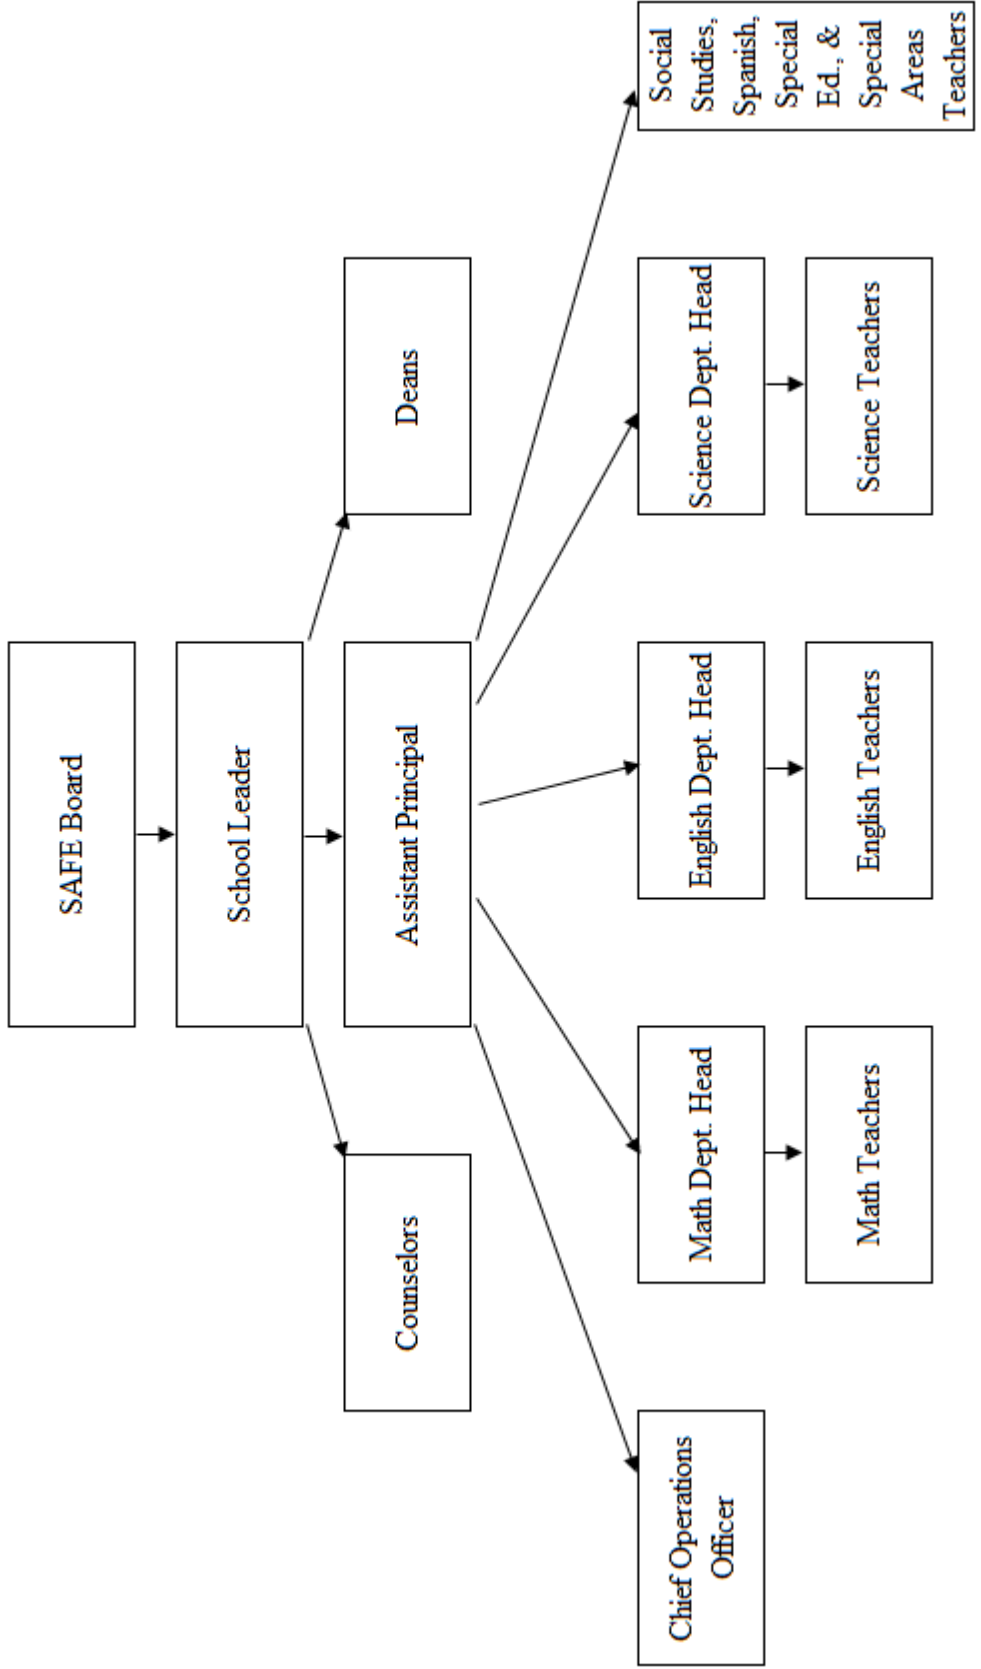 SAFE Board
School Leader
Counselors
Assistant Principal
Deans
Chief Operations
Officer
Math Dept. Head
English Dept. Head
Science Dept. Head
Social
Studies,
Spanish,
Special
Ed., &
Special
Areas
Teachers
Math Teachers
English Teachers
Science Teachers